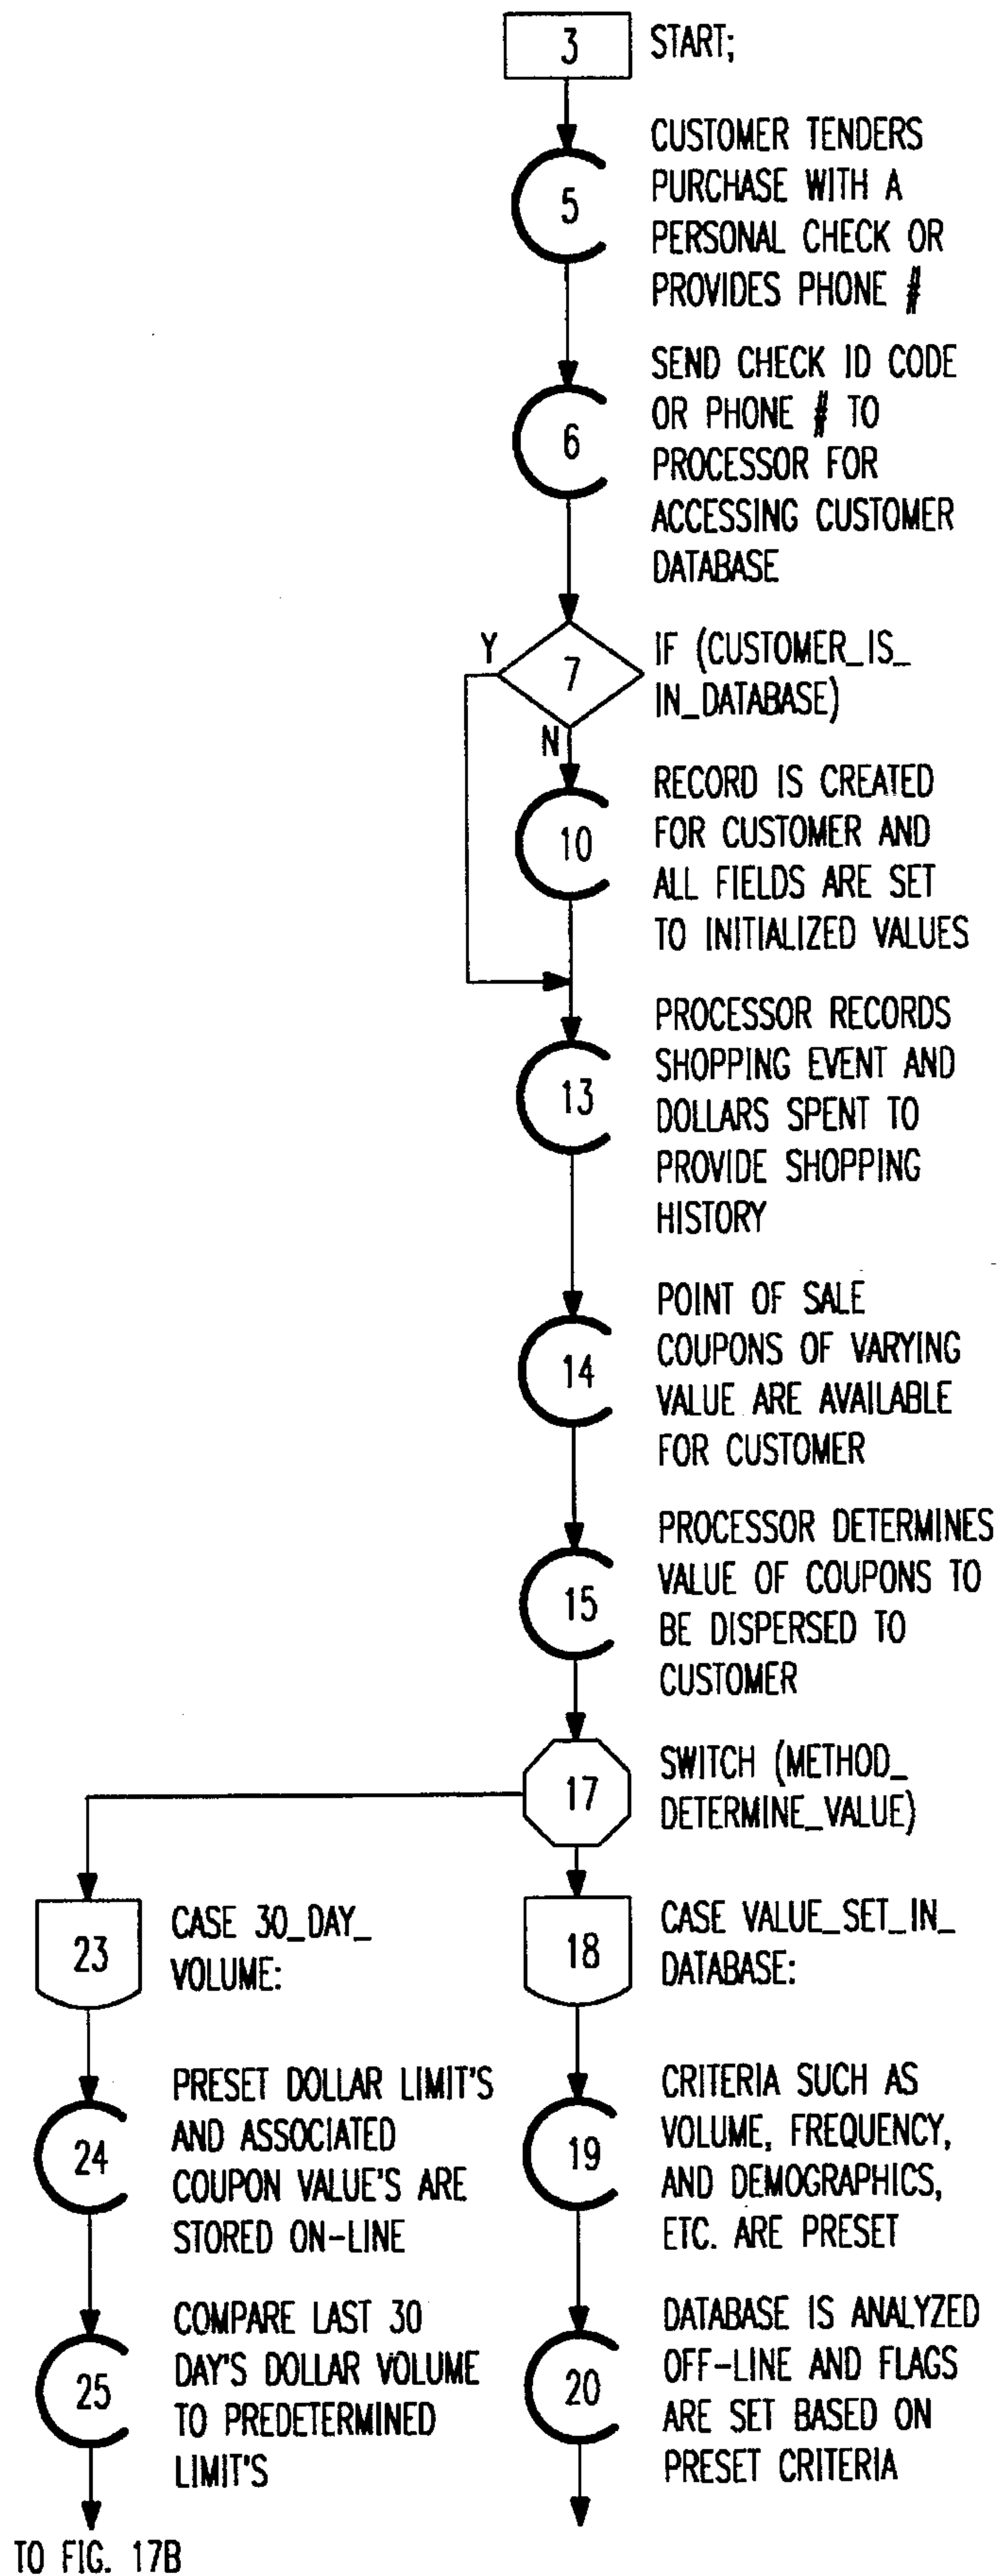 3 START;
5
CUSTOMER TENDERS
PURCHASE WITH A
PERSONAL CHECK OR
PROVIDES PHONE #
6
SEND CHECK ID CODE
OR PHONE # TO
PROCESSOR FOR
ACCESSING CUSTOMER
DATABASE
Y
7
N
IF (CUSTOMER_IS_
IN_DATABASE)
10
RECORD IS CREATED
FOR CUSTOMER AND
ALL FIELDS ARE SET
TO INITIALIZED VALUES
13
PROCESSOR RECORDS
SHOPPING EVENT AND
DOLLARS SPENT TO
PROVIDE SHOPPING
HISTORY
14
POINT OF SALE
COUPONS OF VARYING
VALUE ARE AVAILABLE
FOR CUSTOMER
15
PROCESSOR DETERMINES
VALUE OF COUPONS TO
BE DISPERSED TO
CUSTOMER
17
SWITCH (METHOD_
DETERMINE_VALUE)
23
CASE 30_DAY_
VOLUME:
18
CASE VALUE_SET_IN_
DATABASE:
24
PRESET DOLLAR LIMIT'S
AND ASSOCIATED
COUPON VALUE'S ARE
STORED ON-LINE
19
CRITERIA SUCH AS
VOLUME, FREQUENCY,
AND DEMOGRAPHICS,
ETC. ARE PRESET
25
COMPARE LAST 30
DAY'S DOLLAR VOLUME
TO PREDETERMINED
LIMIT'S
20
DATABASE IS ANALYZED
OFF-LINE AND FLAGS
ARE SET BASED ON
PRESET CRITERIA
TO FIG. 17B